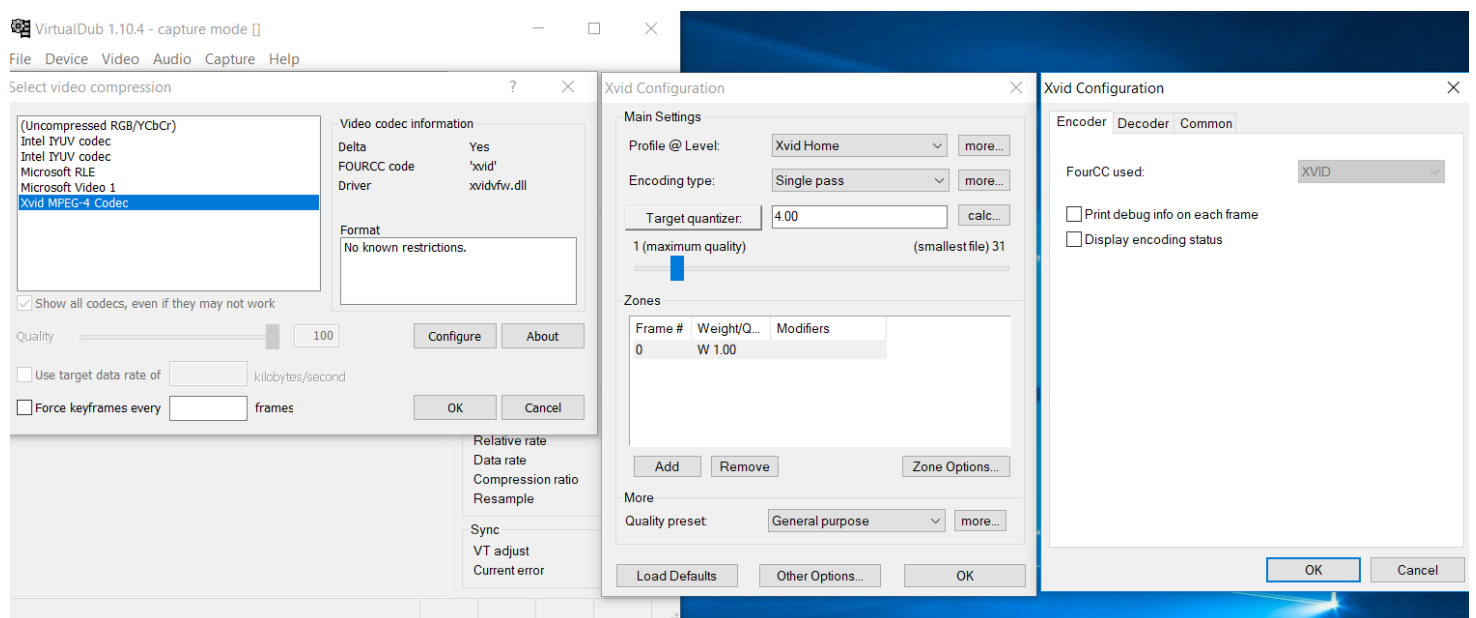 VirtualDub 1.10.4 - capture mode []
File Device Video Audio Capture Help
Select video compression
?
(Uncompressed RGB/YCbCr)
Intel IYUV codec
Intel IYUV codec
Microsoft RLE
Microsoft Video 1
Xvid MPEG-4 Codec
Show all codecs, even if they may not work
Video codec information
Delta Yes
FOURCC code 'xvid'
Driver xvidvfw.dll
Format
No known restrictions.
Quality 100
Configure About
Use target data rate of kilobytes/second
Force keyframes every frames
OK Cancel
Relative rate
Data rate
Compression ratio
Resample
Sync
VT adjust
Current error
Xvid Configuration
Main Settings
Profile @ Level: Xvid Home more...
Encoding type: Single pass more...
Target quantizer: 4.00 calc...
1 (maximum quality) (smallest file) 31
Zones
Frame # Weight/Q... Modifiers
0 W 1.00
Add Remove Zone Options...
More
Quality preset: General purpose more...
Load Defaults Other Options... OK
Xvid Configuration
Encoder Decoder Common
FourCC used: XVID
Print debug info on each frame
Display encoding status
OK Cancel